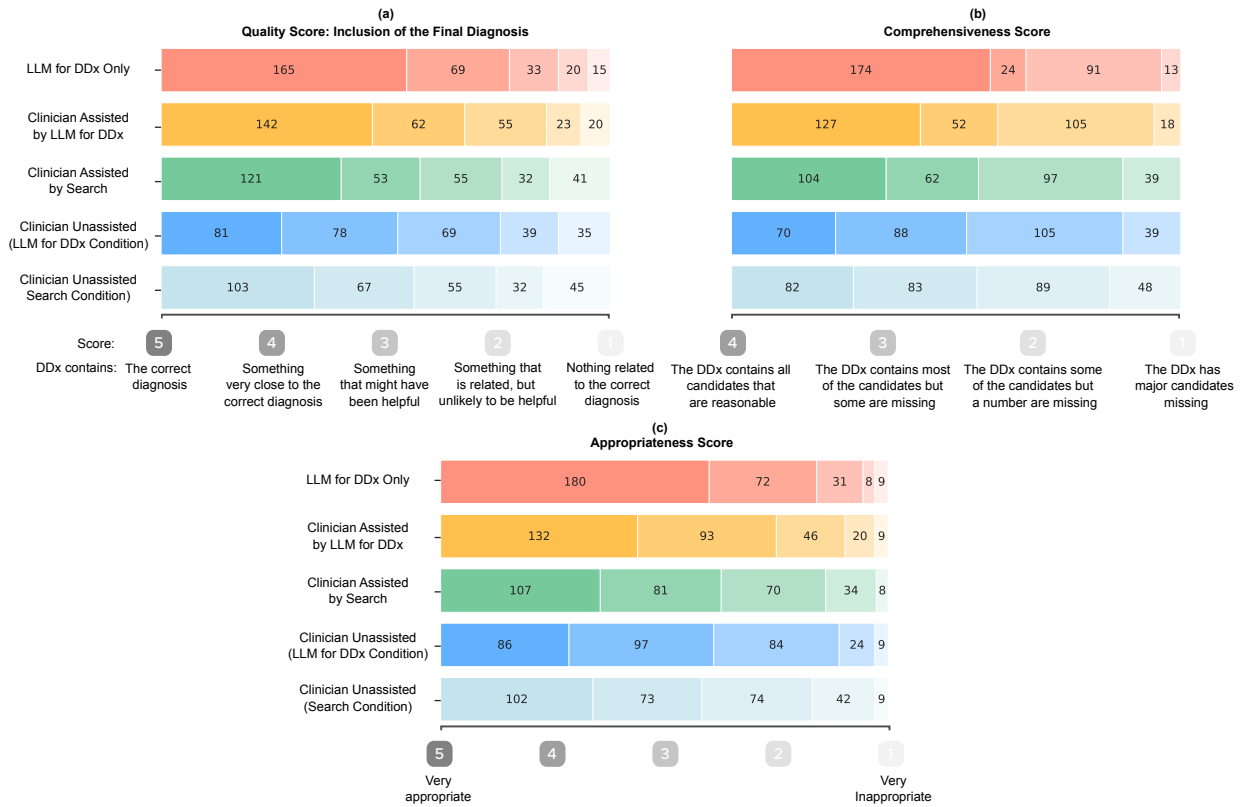 (a)
Quality Score: Inclusion of the Final Diagnosis
LLM for DDx Only
165 69 33 20 15
Clinician Assisted
by LLM for DDx
142 62 55 23 20
Clinician Assisted
by Search
121 53 55 32 41
Clinician Unassisted
(LLM for DDx Condition)
81 78 69 39 35
Clinician Unassisted
Search Condition)
103 67 55 32 45
Score:
5 4 3 2 1
DDx contains:
The correct
diagnosis
Something
very close to the
correct diagnosis
Something
that might have
been helpful
Something that
is related, but
unlikely to be helpful
Nothing related
to the correct
diagnosis
(b)
Comprehensiveness Score
174 24 91 13
127 52 105 18
104 62 97 39
70 88 105 39
82 83 89 48
4 3 2 1
The DDx contains all
candidates that
are reasonable
The DDx contains most
of the candidates but
some are missing
The DDx contains some
of the candidates but
a number are missing
The DDx has
major candidates
missing
(c)
Appropriateness Score
LLM for DDx Only
180 72 31 8 9
Clinician Assisted
by LLM for DDx
132 93 46 20 9
Clinician Assisted
by Search
107 81 70 34 8
Clinician Unassisted
(LLM for DDx Condition)
86 97 84 24 9
Clinician Unassisted
(Search Condition)
102 73 74 42 9
5 4 3 2 1
Very
appropriate
Very
Inappropriate